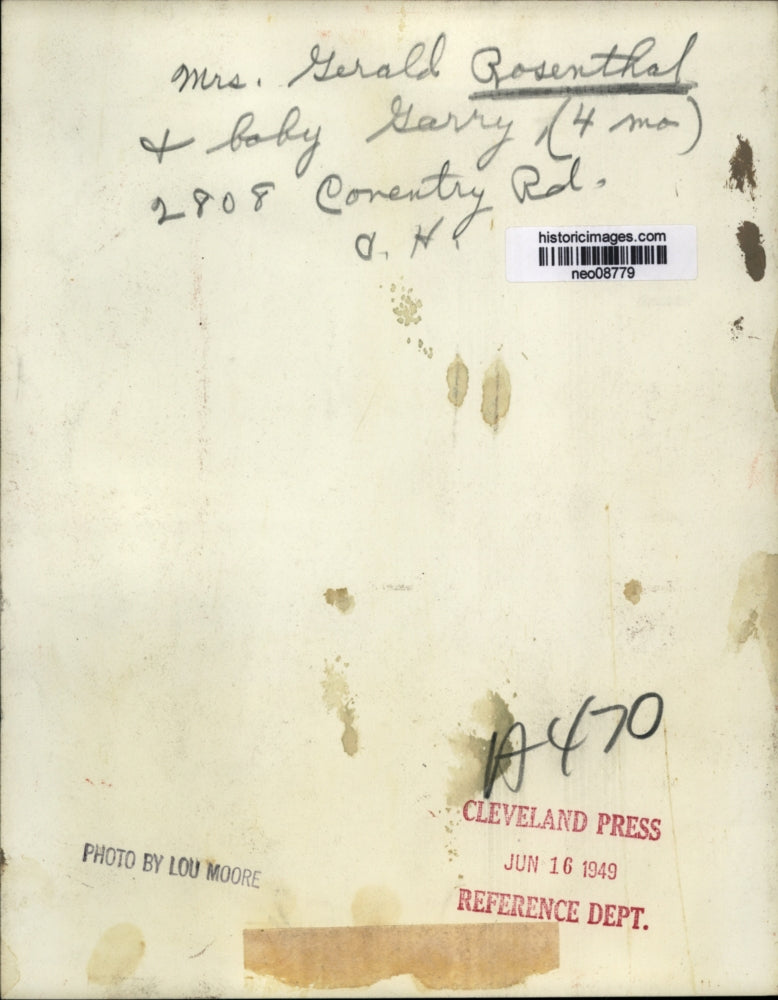 Mrs. Gerald Rosenthal
+ baby Garry (4 mo)
2808 Coventry Rd.
historicimages.com
neo08779
A470
CLEVELAND PRESS
JUN 16 1949
REFERENCE DEPT.
PHOTO BY LOU MOORE